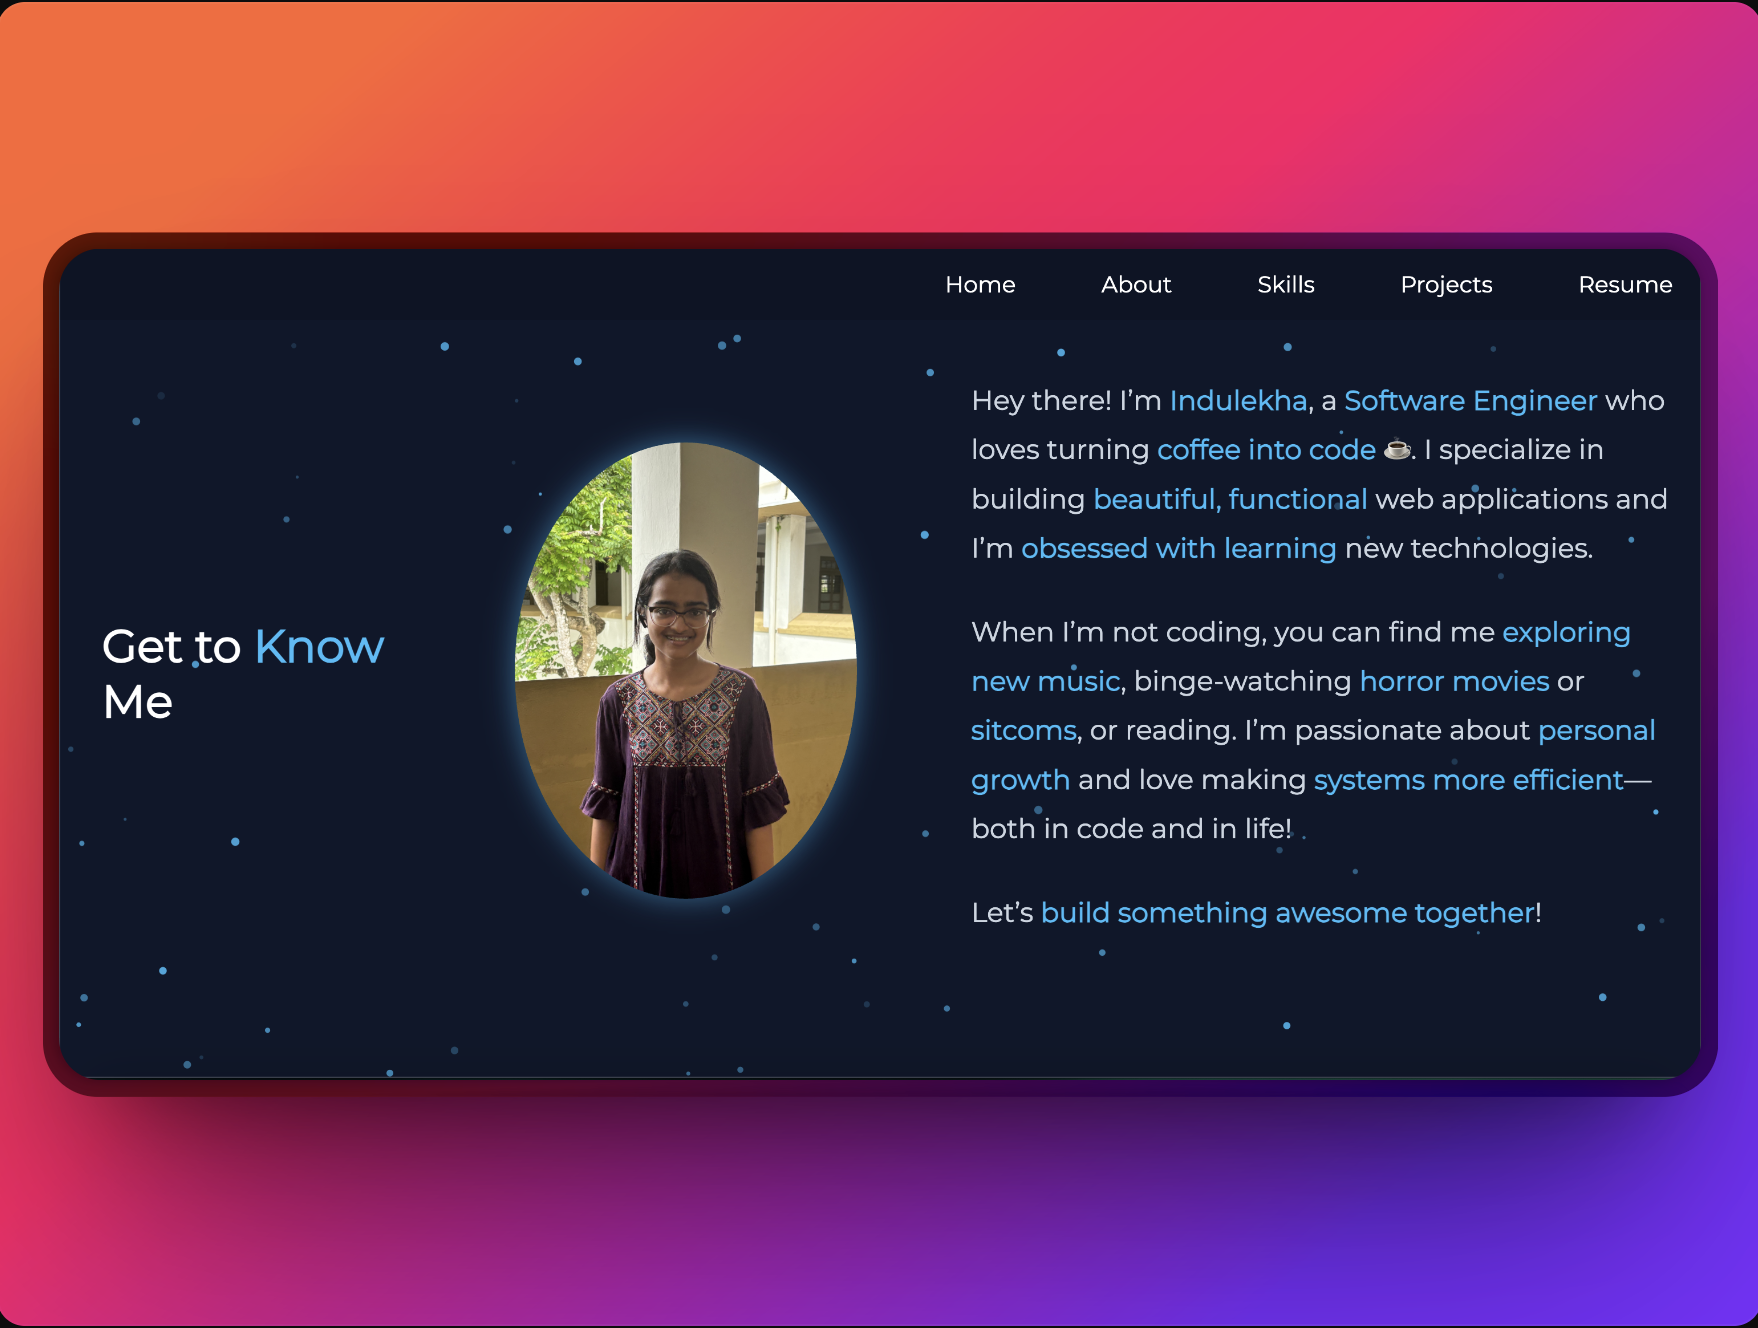 Home About Skills Projects Resume
Get to Know
Me
Hey there! I’m Indulekha, a Software Engineer who
loves turning coffee into code ☕. I specialize in
building beautiful, functional web applications and
I’m obsessed with learning new technologies.
When I’m not coding, you can find me exploring
new music, binge-watching horror movies or
sitcoms, or reading. I’m passionate about personal
growth and love making systems more efficient—
both in code and in life!
Let’s build something awesome together!